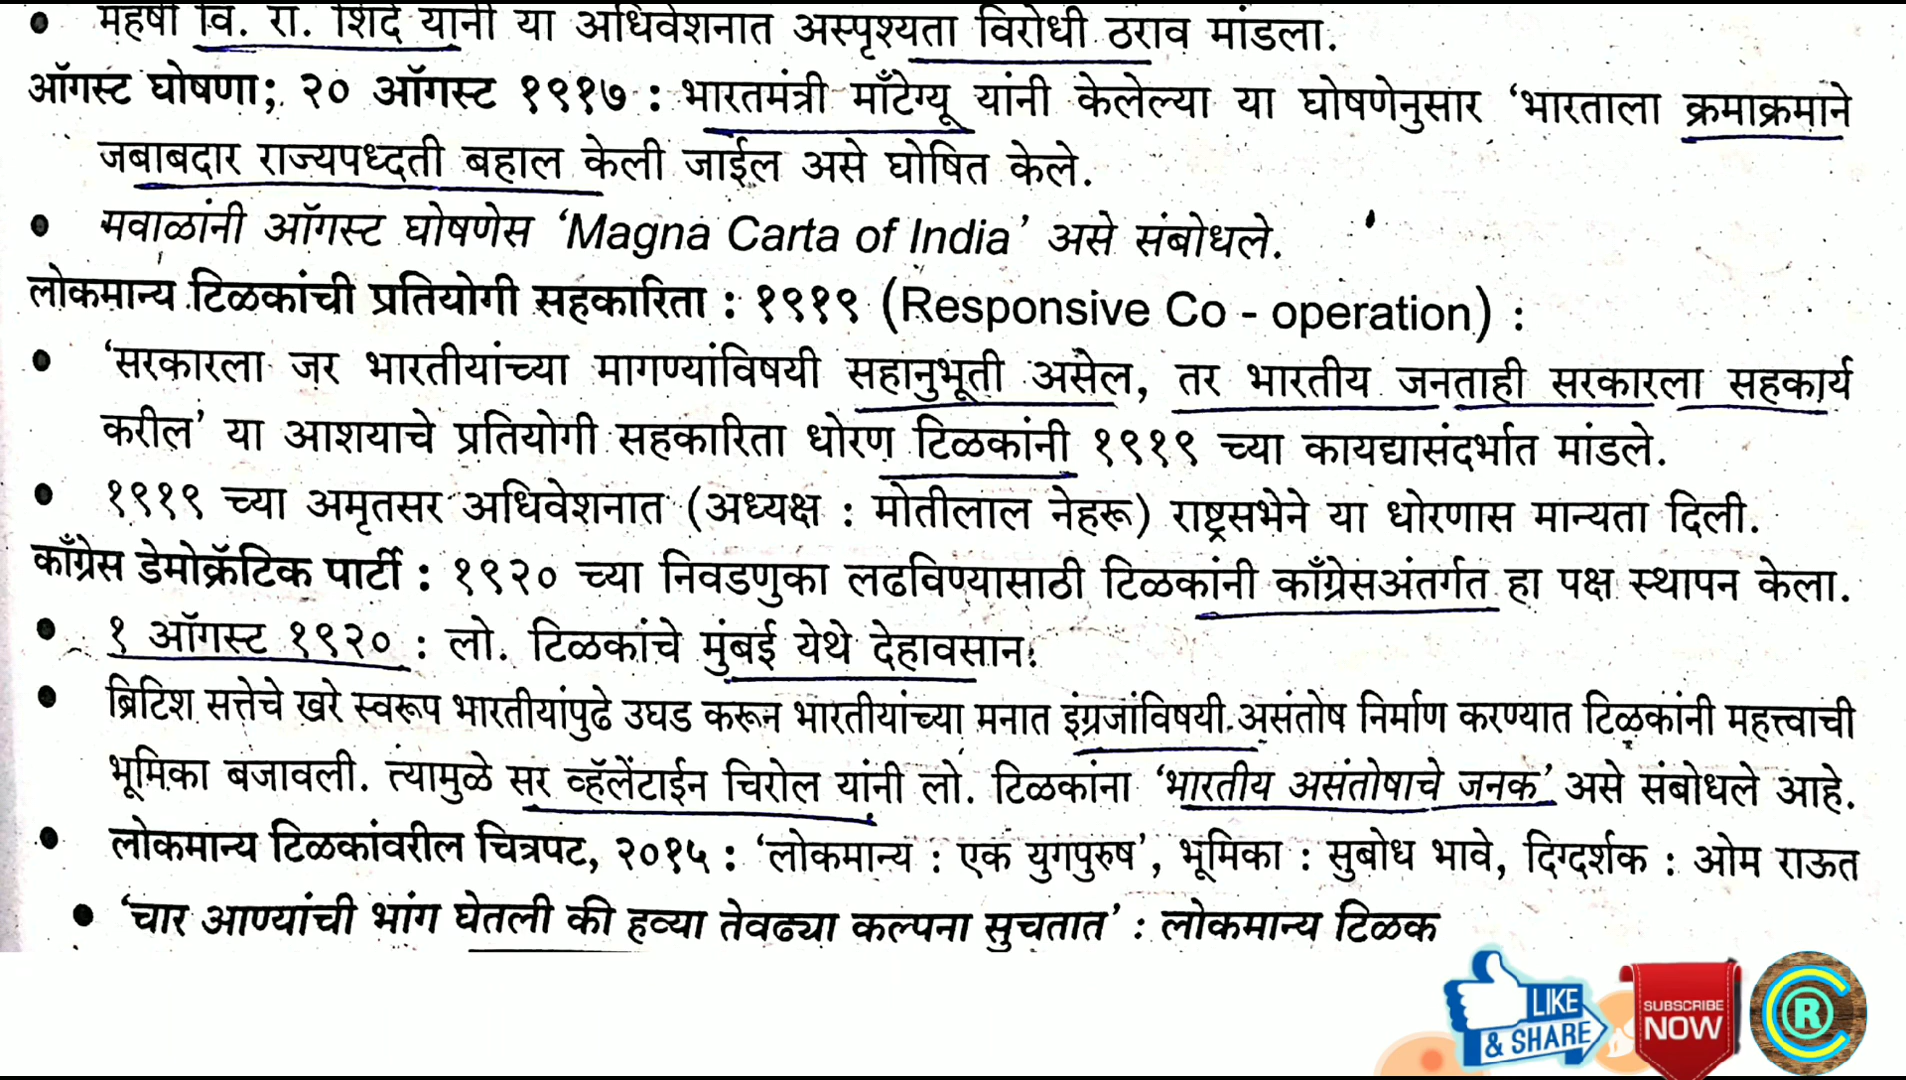 • महर्षी वि. रा. शिंदे यांनी या अधिवेशनात अस्पृश्यता विरोधी ठराव मांडला.
ऑगस्ट घोषणा; २० ऑगस्ट १९१७ : भारतमंत्री माँटेग्यू यांनी केलेल्या या घोषणेनुसार ‘भारताला क्रमाक्रमाने
जबाबदार राज्यपध्दती बहाल केली जाईल असे घोषित केले.
• मवाळांनी ऑगस्ट घोषणेस ‘Magna Carta of India’ असे संबोधले.
लोकमान्य टिळकांची प्रतियोगी सहकारिता : १९१९ (Responsive Co - operation) :
• ‘सरकारला जर भारतीयांच्या मागण्यांविषयी सहानुभूती असेल, तर भारतीय जनताही सरकारला सहकार्य
करील’ या आशयाचे प्रतियोगी सहकारिता धोरण टिळकांनी १९१९ च्या कायद्यासंदर्भात मांडले.
• १९१९ च्या अमृतसर अधिवेशनात (अध्यक्ष : मोतीलाल नेहरू) राष्ट्रसभेने या धोरणास मान्यता दिली.
काँग्रेस डेमोक्रॅटिक पार्टी : १९२० च्या निवडणुका लढविण्यासाठी टिळकांनी काँग्रेसअंतर्गत हा पक्ष स्थापन केला.
• १ ऑगस्ट १९२० : लो. टिळकांचे मुंबई येथे देहावसान.
• ब्रिटिश सत्तेचे खरे स्वरूप भारतीयांपुढे उघड करून भारतीयांच्या मनात इंग्रजांविषयी असंतोष निर्माण करण्यात टिळकांनी महत्त्वाची
भूमिका बजावली. त्यामुळे सर व्हॅलेंटाईन चिरोल यांनी लो. टिळकांना ‘भारतीय असंतोषाचे जनक’ असे संबोधले आहे.
• लोकमान्य टिळकांवरील चित्रपट, २०१५ : ‘लोकमान्य : एक युगपुरुष’, भूमिका : सुबोध भावे, दिग्दर्शक : ओम राऊत
• ‘चार आण्यांची भांग घेतली की हव्या तेवढ्या कल्पना सुचतात’ : लोकमान्य टिळक
LIKE
& SHARE
SUBSCRIBE
NOW
R